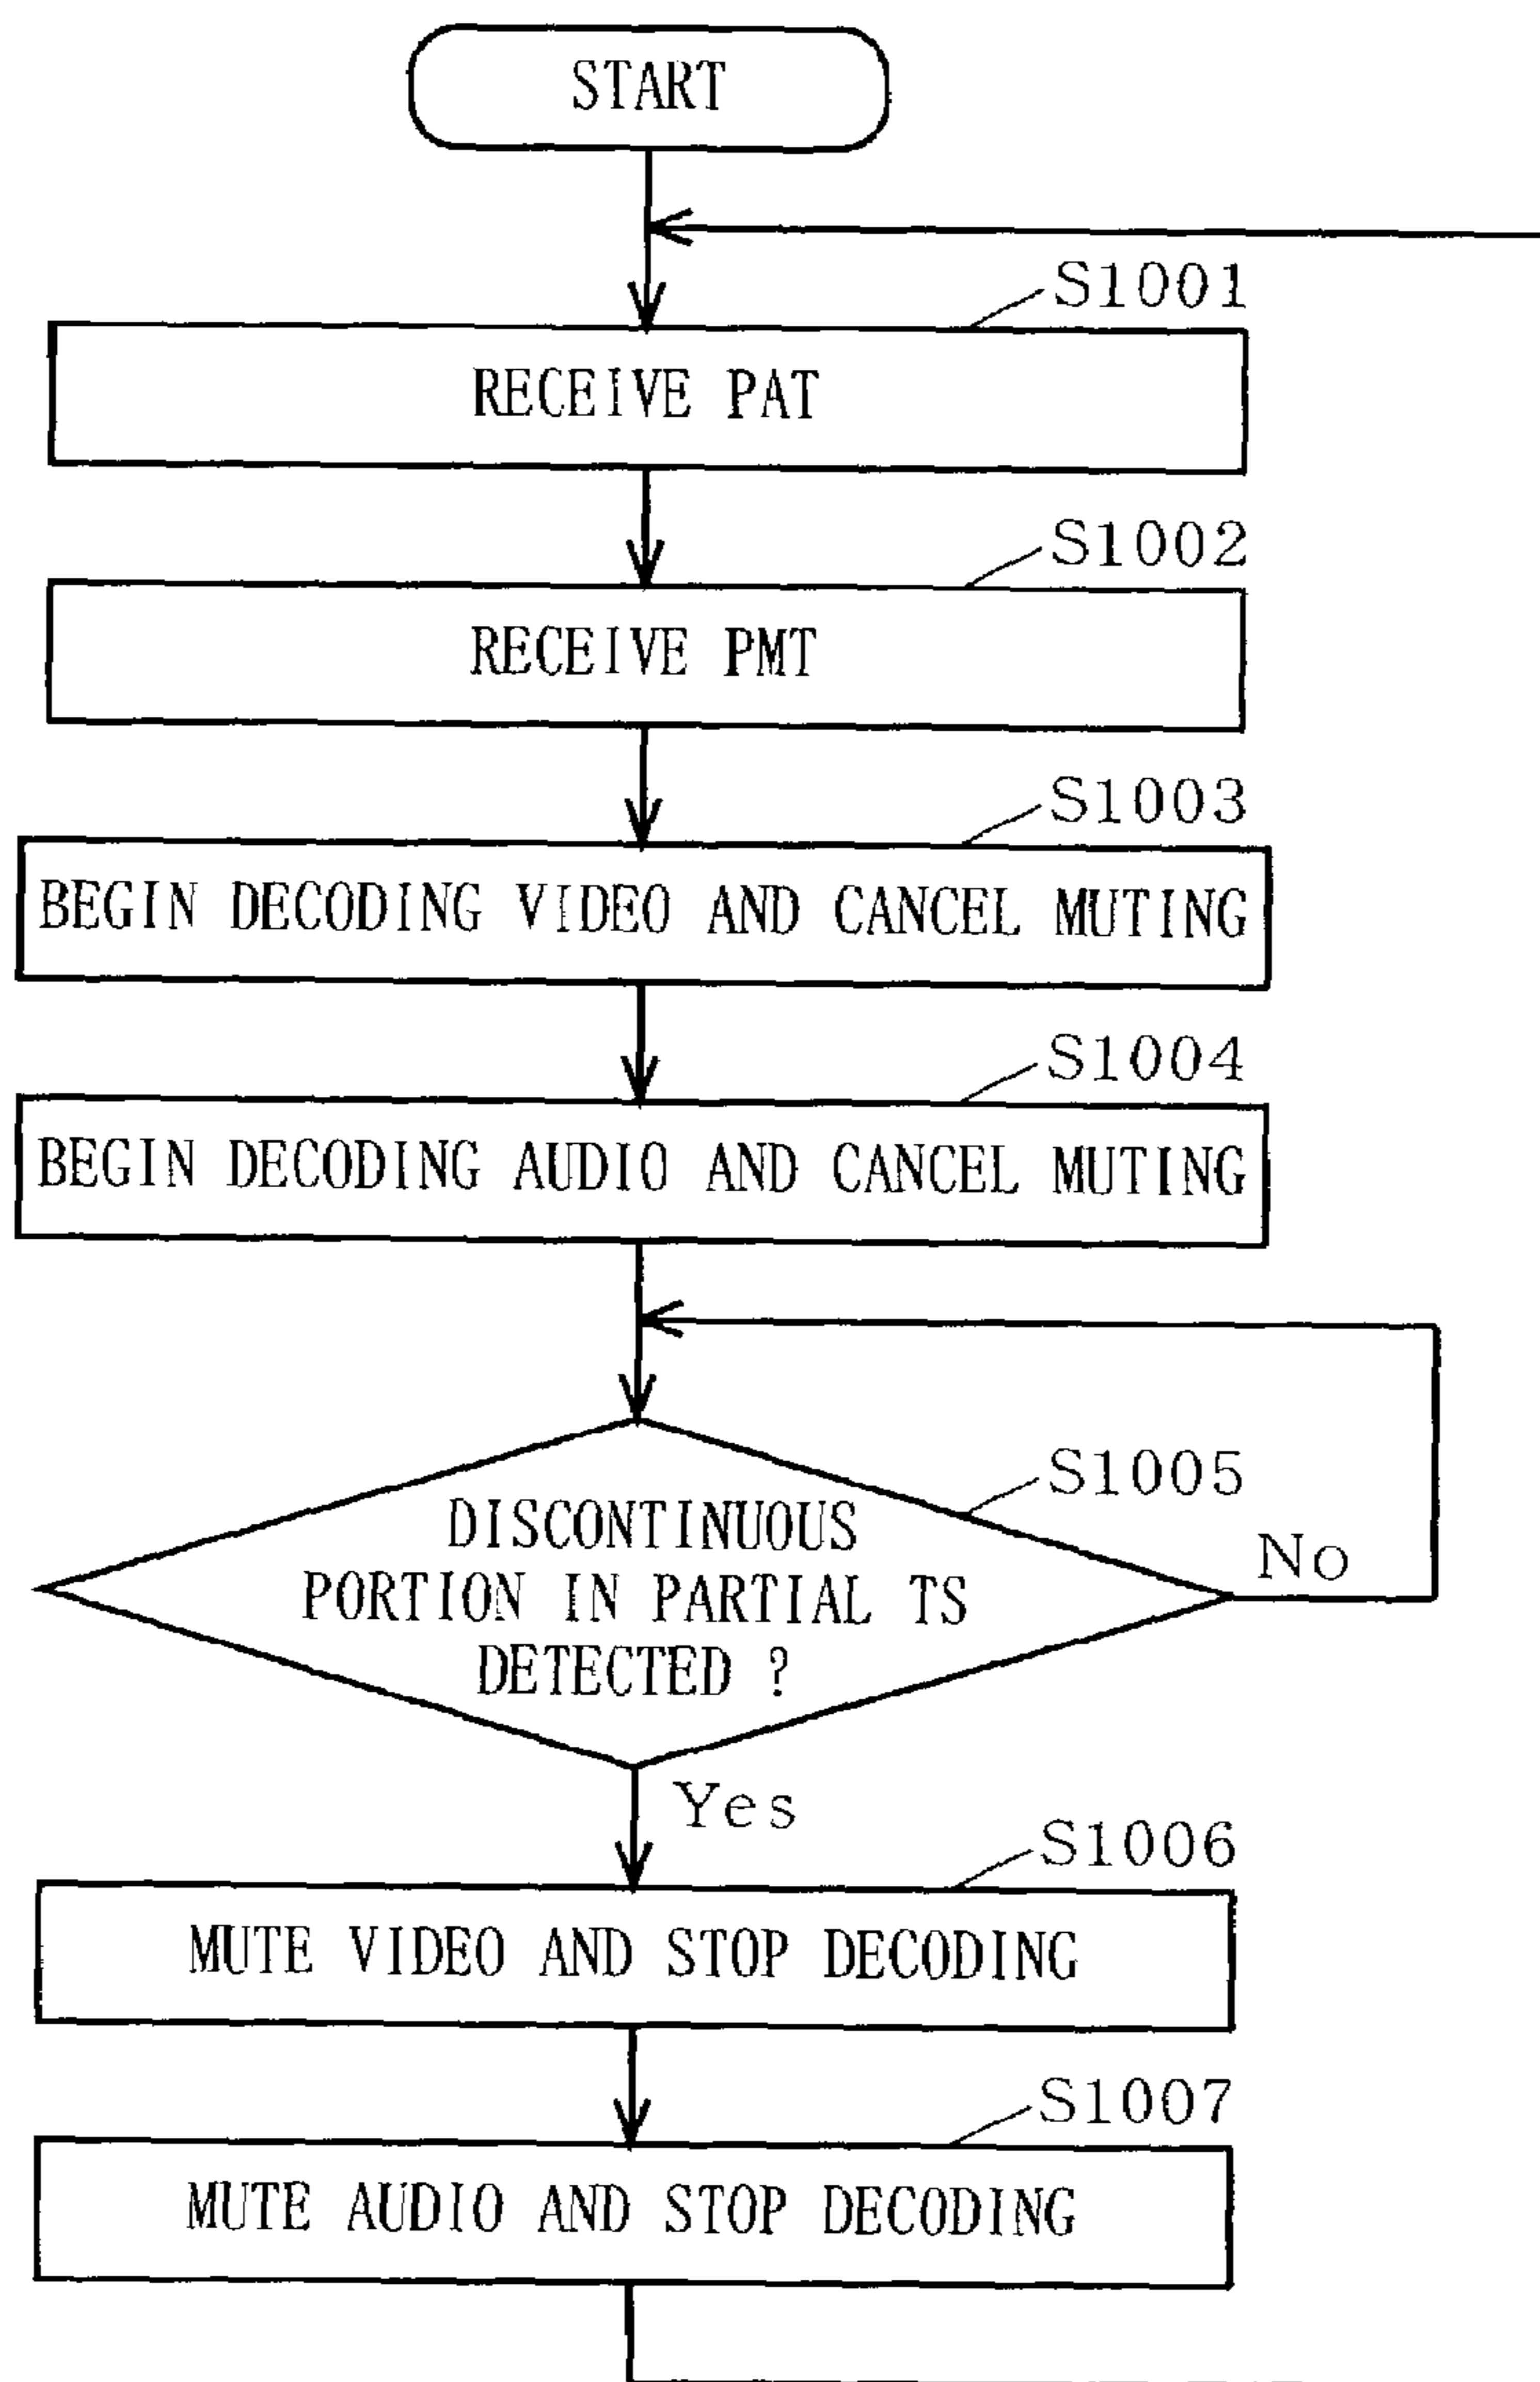 START
S1001
RECEIVE PAT
S1002
RECEIVE PMT
S1003
BEGIN DECODING VIDEO AND CANCEL MUTING
S1004
BEGIN DECODING AUDIO AND CANCEL MUTING
S1005
DISCONTINUOUS
No
PORTION IN PARTIAL TS
DETECTED ?
Yes
S1006
MUTE VIDEO AND STOP DECODING
S1007
MUTE AUDIO AND STOP DECODING